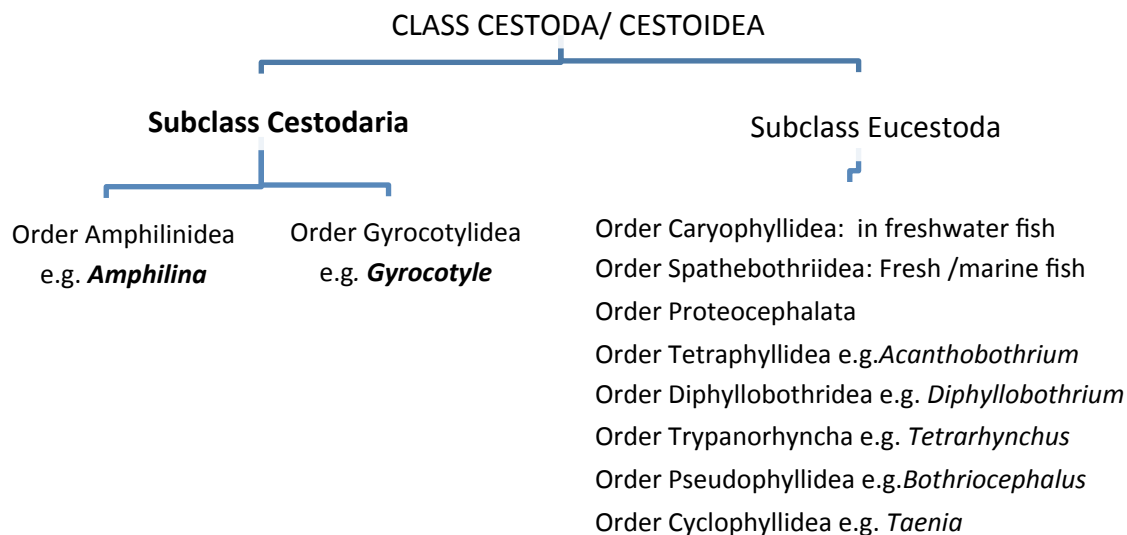 CLASS CESTODA/ CESTOIDEA
Subclass Cestodaria
Subclass Eucestoda
Order Amphilinidea
e.g. Amphilina
Order Gyrocotylidea
e.g. Gyrocotyle
Order Caryophyllidea: in freshwater fish
Order Spathebothriidea: Fresh /marine fish
Order Proteocephalata
Order Tetraphyllidea e.g.Acanthobothrium
Order Diphyllobothridea e.g. Diphyllobothrium
Order Trypanorhyncha e.g. Tetrarhynchus
Order Pseudophyllidea e.g.Bothriocephalus
Order Cyclophyllidea e.g. Taenia